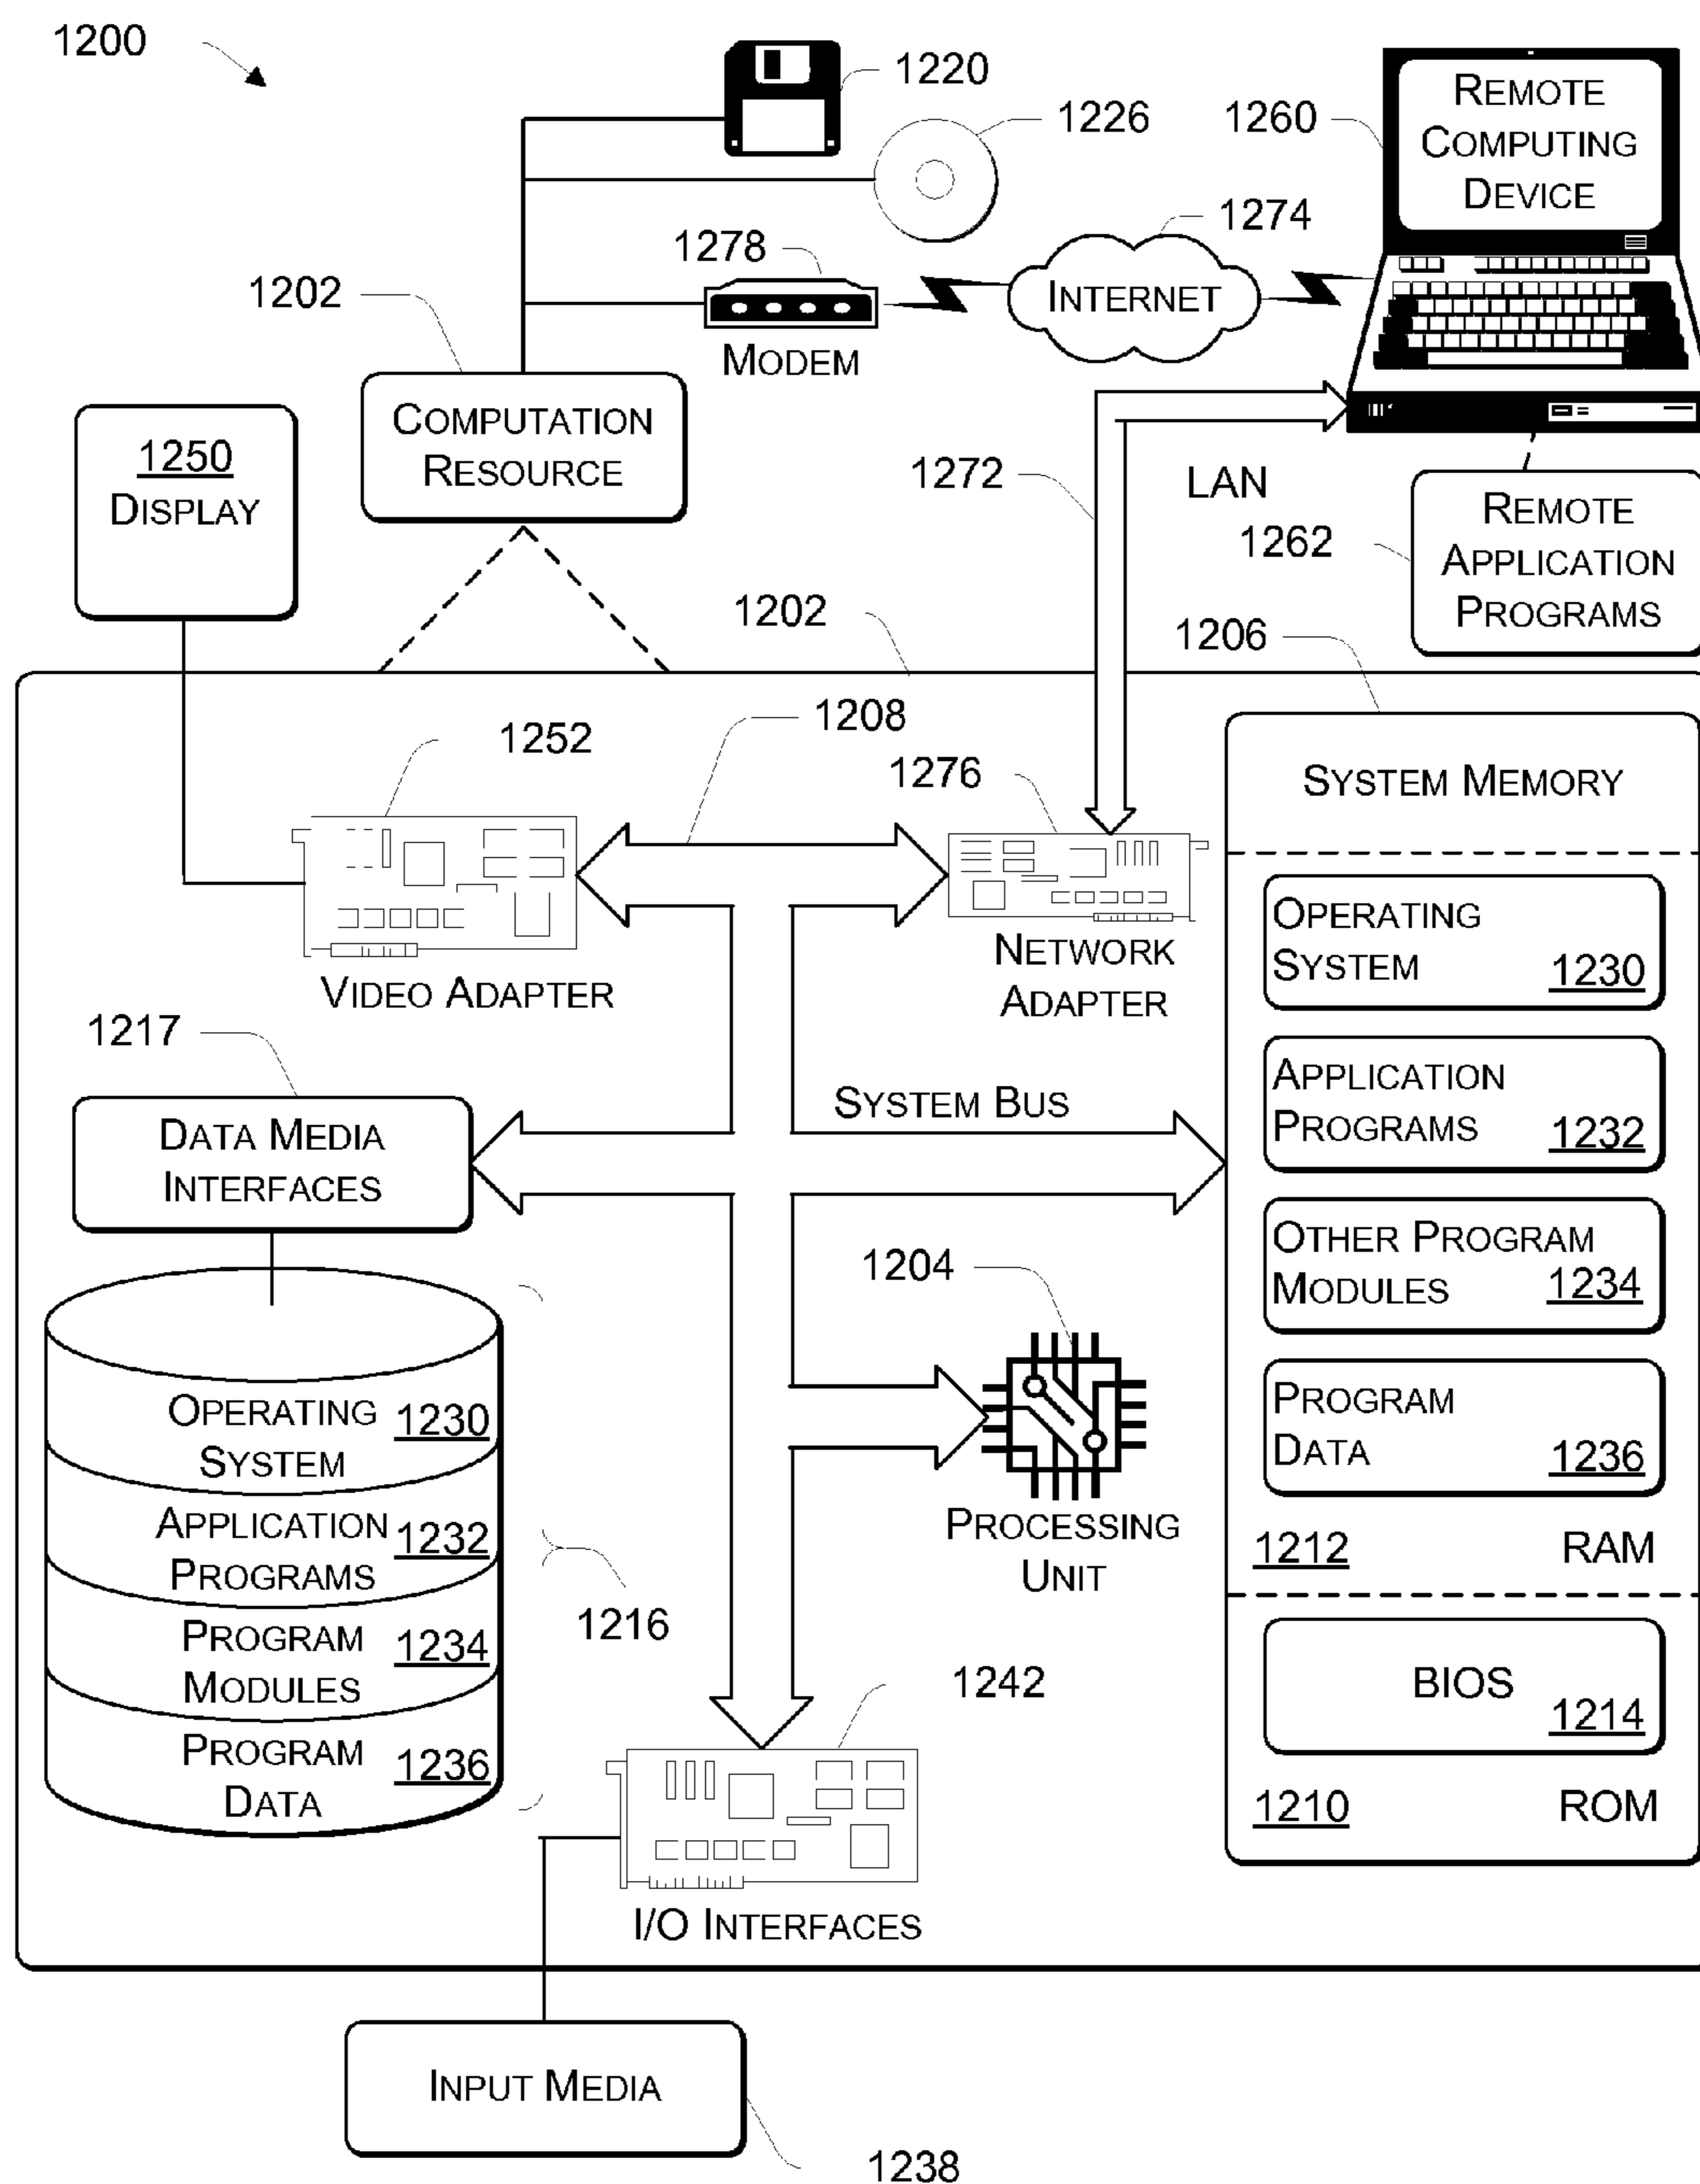 1200
1220
1226
1260
REMOTE
COMPUTING
DEVICE
1274
1278
INTERNET
1202
MODEM
COMPUTATION
RESOURCE
1250
DISPLAY
1272
LAN
1262
REMOTE
APPLICATION
PROGRAMS
1202
1206
1208
1252
1276
SYSTEM MEMORY
OPERATING
SYSTEM 1230
NETWORK
ADAPTER
VIDEO ADAPTER
1217
APPLICATION
PROGRAMS 1232
SYSTEM BUS
DATA MEDIA
INTERFACES
OTHER PROGRAM
MODULES 1234
1204
PROGRAM
DATA 1236
OPERATING 1230
SYSTEM
APPLICATION 1232
PROGRAMS
PROCESSING
UNIT
1212 RAM
1216
PROGRAM 1234
MODULES
1242
BIOS
1214
PROGRAM 1236
DATA
1210 ROM
I/O INTERFACES
INPUT MEDIA
1238